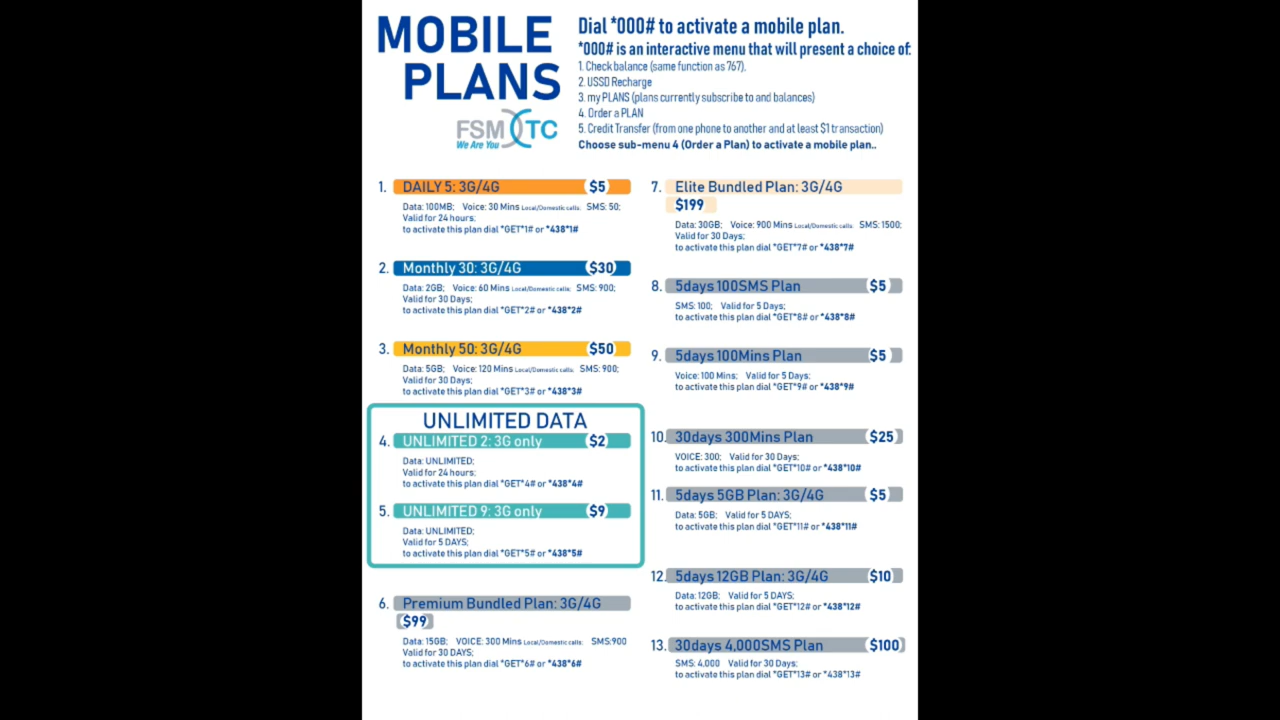 MOBILE
PLANS
FSMTC
We Are You
Dial *000# to activate a mobile plan.
*000# is an interactive menu that will present a choice of:
1. Check balance (same function as 767).
2. USSD Recharge
3. my PLANS (plans currently subscribe to and balances)
4. Order a PLAN
5. Credit Transfer (from one phone to another and at least $1 transaction)
Choose sub-menu 4 (Order a Plan) to activate a mobile plan..
1. DAILY 5: 3G/4G $5
Data: 100MB; Voice: 30 Mins Local/Domestic calls. SMS: 50;
Valid for 24 hours;
to activate this plan dial *GET*1# or *438*1#
2. Monthly 30: 3G/4G $30
Data: 2GB; Voice: 60 Mins Local/Domestic calls; SMS: 900;
Valid for 30 Days;
to activate this plan dial *GET*2# or *438*2#
3. Monthly 50: 3G/4G $50
Data: 5GB; Voice: 120 Mins Local/Domestic calls; SMS: 900;
Valid for 30 Days;
to activate this plan dial *GET*3# or *438*3#
UNLIMITED DATA
4. UNLIMITED 2: 3G only $2
Data: UNLIMITED;
Valid for 24 hours;
to activate this plan dial *GET*4# or *438*4#
5. UNLIMITED 9: 3G only $9
Data: UNLIMITED;
Valid for 5 DAYS;
to activate this plan dial *GET*5# or *438*5#
6. Premium Bundled Plan: 3G/4G
$99
Data: 15GB; VOICE: 300 Mins Local/Domestic calls; SMS:900
Valid for 30 DAYS;
to activate this plan dial *GET*6# or *438*6#
7. Elite Bundled Plan: 3G/4G
$199
Data: 30GB; Voice: 900 Mins Local/Domestic calls. SMS: 1500;
Valid for 30 Days;
to activate this plan dial *GET*7# or *438*7#
8. 5days 100SMS Plan $5
SMS: 100; Valid for 5 Days;
to activate this plan dial *GET*8# or *438*8#
9. 5days 100Mins Plan $5
Voice: 100 Mins; Valid for 5 Days;
to activate this plan dial *GET*9# or *438*9#
10. 30days 300Mins Plan $25
VOICE: 300; Valid for 30 Days;
to activate this plan dial *GET*10# or *438*10#
11. 5days 5GB Plan: 3G/4G $5
Data: 5GB; Valid for 5 DAYS;
to activate this plan dial *GET*11# or *438*11#
12. 5days 12GB Plan: 3G/4G $10
Data: 12GB; Valid for 5 DAYS;
to activate this plan dial *GET*12# or *438*12#
13. 30days 4,000SMS Plan $100
SMS: 4,000 Valid for 30 Days;
to activate this plan dial *GET*13# or *438*13#